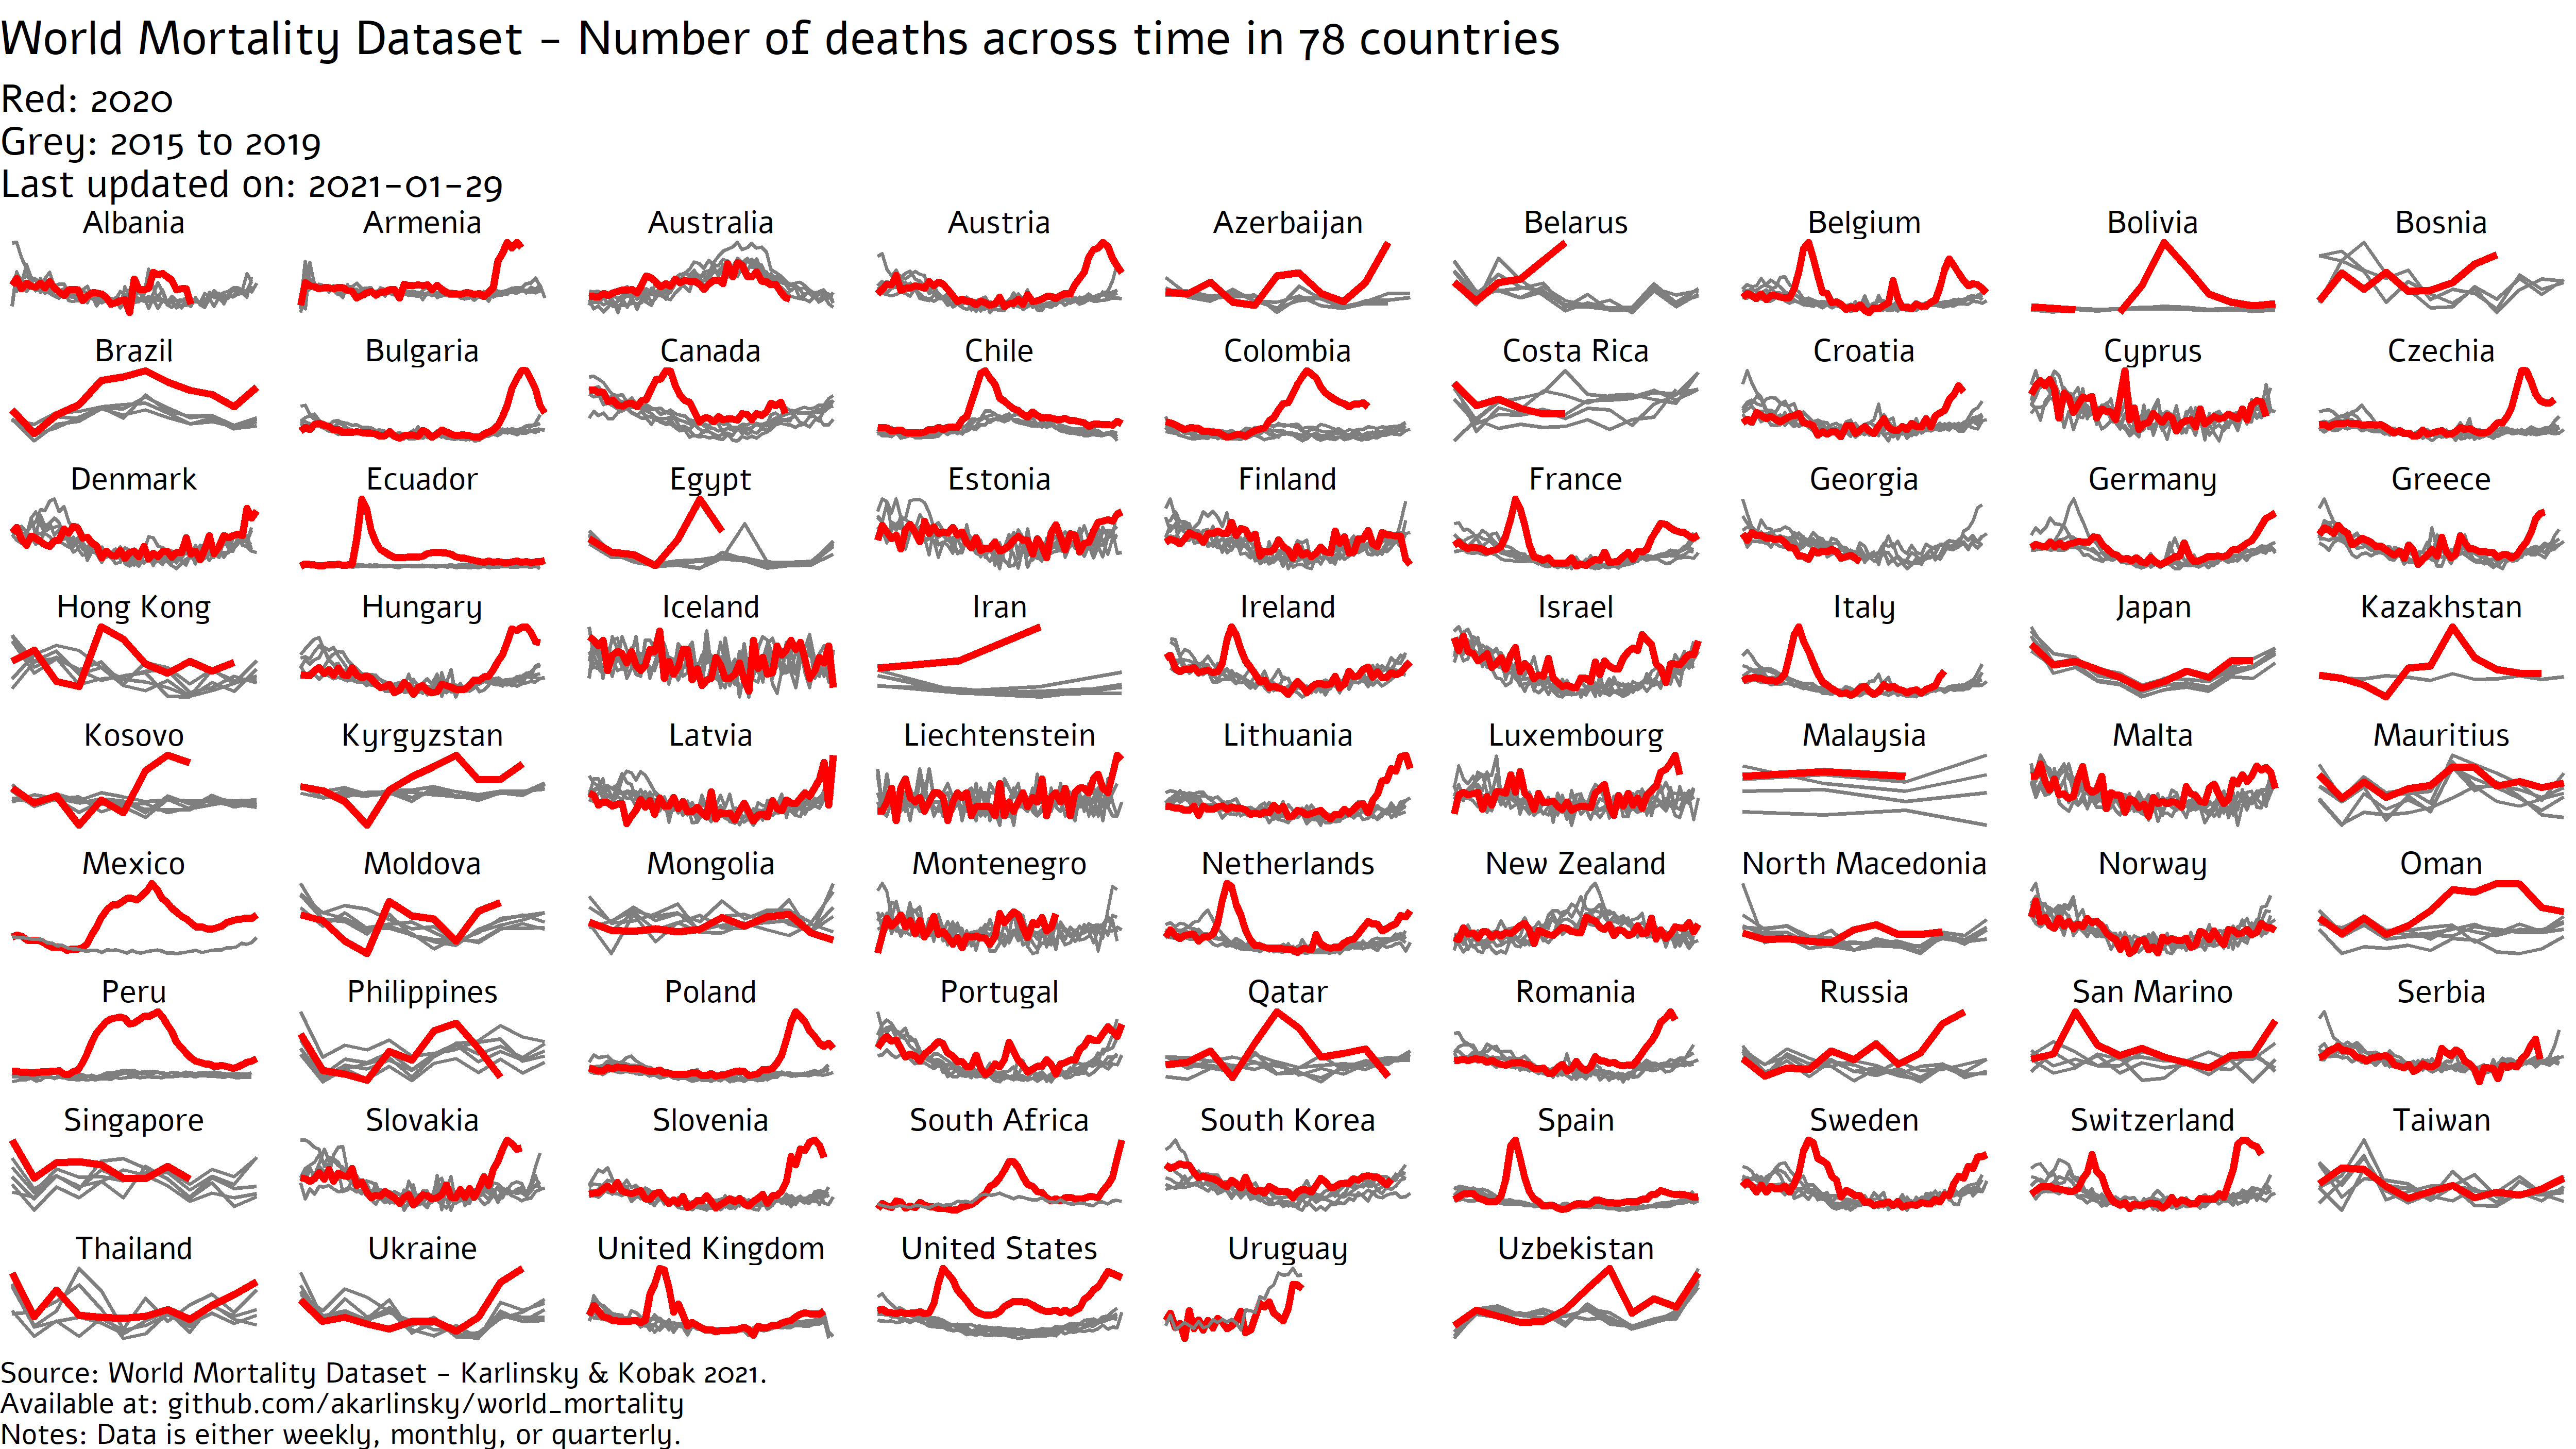 World Mortality Dataset - Number of deaths across time in 78 countries
Red: 2020
Grey: 2015 to 2019
Last updated on: 2021-01-29
Albania Armenia Australia Austria Azerbaijan Belarus Belgium Bolivia Bosnia
Brazil Bulgaria Canada Chile Colombia Costa Rica Croatia Cyprus Czechia
Denmark Ecuador Egypt Estonia Finland France Georgia Germany Greece
Hong Kong Hungary Iceland Iran Ireland Israel Italy Japan Kazakhstan
Kosovo Kyrgyzstan Latvia Liechtenstein Lithuania Luxembourg Malaysia Malta Mauritius
Mexico Moldova Mongolia Montenegro Netherlands New Zealand North Macedonia Norway Oman
Peru Philippines Poland Portugal Qatar Romania Russia San Marino Serbia
Singapore Slovakia Slovenia South Africa South Korea Spain Sweden Switzerland Taiwan
Thailand Ukraine United Kingdom United States Uruguay Uzbekistan
Source: World Mortality Dataset - Karlinsky & Kobak 2021.
Available at: github.com/akarlinsky/world_mortality
Notes: Data is either weekly, monthly, or quarterly.